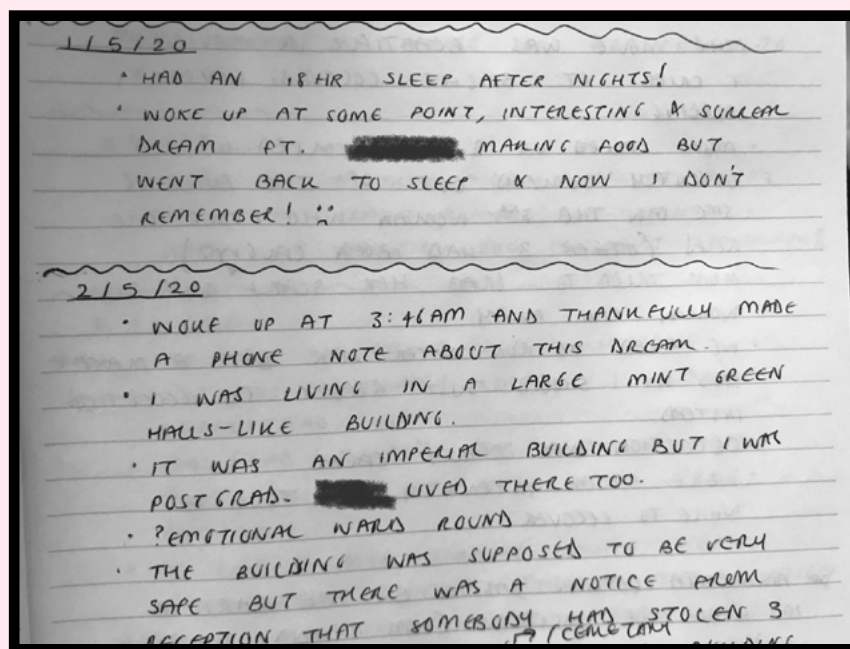 1/5/20
• HAD AN 18 HR SLEEP AFTER NIGHTS!
• WOKE UP AT SOME POINT, INTERESTING & SURREAL
DREAM FT. MAKING FOOD BUT
WENT BACK TO SLEEP & NOW I DON'T
REMEMBER! :(
2/5/20
• WOKE UP AT 3:46AM AND THANKFULLY MADE
A PHONE NOTE ABOUT THIS DREAM.
• I WAS LIVING IN A LARGE MINT GREEN
HALLS-LIKE BUILDING.
• IT WAS AN IMPERIAL BUILDING BUT I WAS
POSTGRAD. LIVED THERE TOO.
• ?EMOTIONAL WARD ROUND
• THE BUILDING WAS SUPPOSED TO BE VERY
SAFE BUT THERE WAS A NOTICE FROM
RECEPTION THAT SOMEBODY HAD STOLEN 3
/CEMETARY
BUILDING